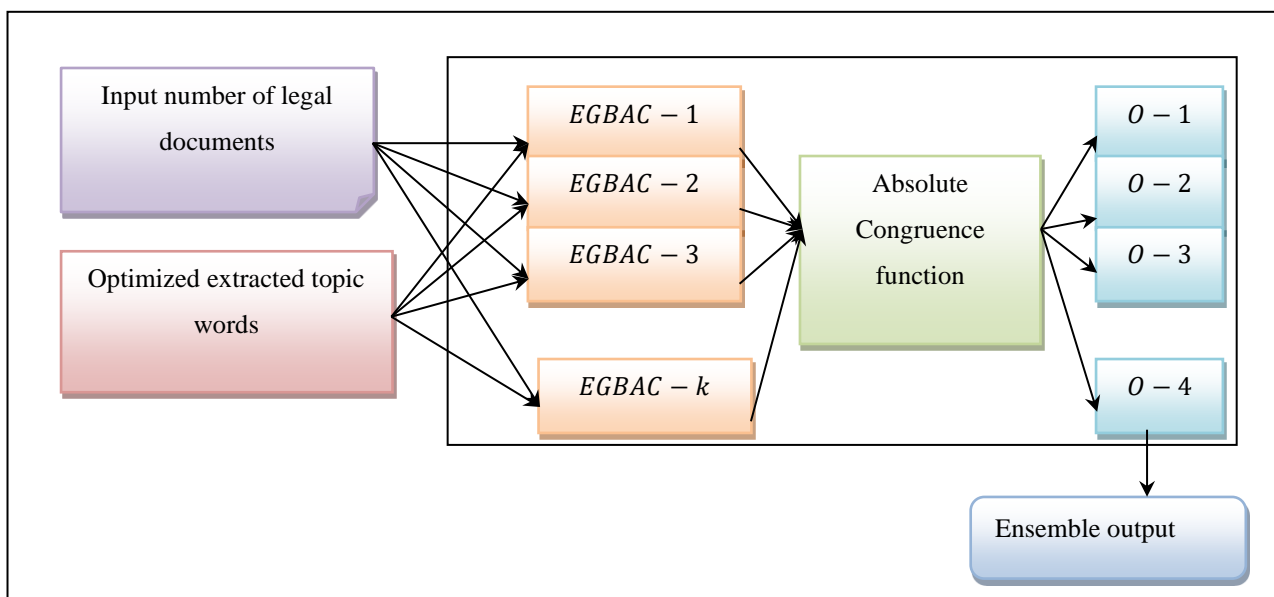 Input number of legal
documents
Optimized extracted topic
words
EGBAC − 1
EGBAC − 2
EGBAC − 3
EGBAC − k
Absolute
Congruence
function
O − 1
O − 2
O − 3
O − 4
Ensemble output